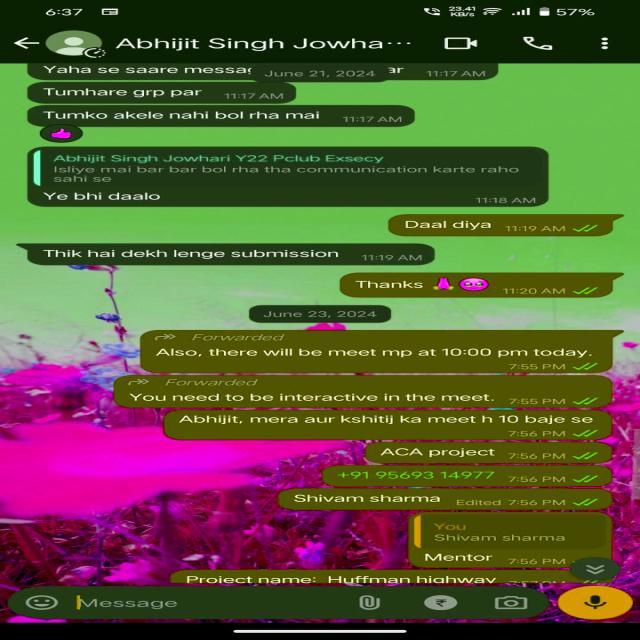 6:37
23.41 KB/s
57%
Abhijit Singh Jowha...
Yaha se saare messag ar 11:17 AM
June 21, 2024
Tumhare grp par 11:17 AM
Tumko akele nahi bol rha mai 11:17 AM
Abhijit Singh Jowhari Y22 Pclub Exsecy
Isliye mai bar bar bol rha tha communication karte raho
sahi se
Ye bhi daalo 11:18 AM
Daal diya 11:19 AM
Thik hai dekh lenge submission 11:19 AM
Thanks 11:20 AM
June 23, 2024
Forwarded
Also, there will be meet mp at 10:00 pm today.
7:55 PM
Forwarded
You need to be interactive in the meet. 7:55 PM
Abhijit, mera aur kshitij ka meet h 10 baje se
7:56 PM
ACA project 7:56 PM
+91 95693 14977 7:56 PM
Shivam sharma Edited 7:56 PM
You
Shivam sharma
Mentor 7:56 PM
Project name: Huffman highway
Message